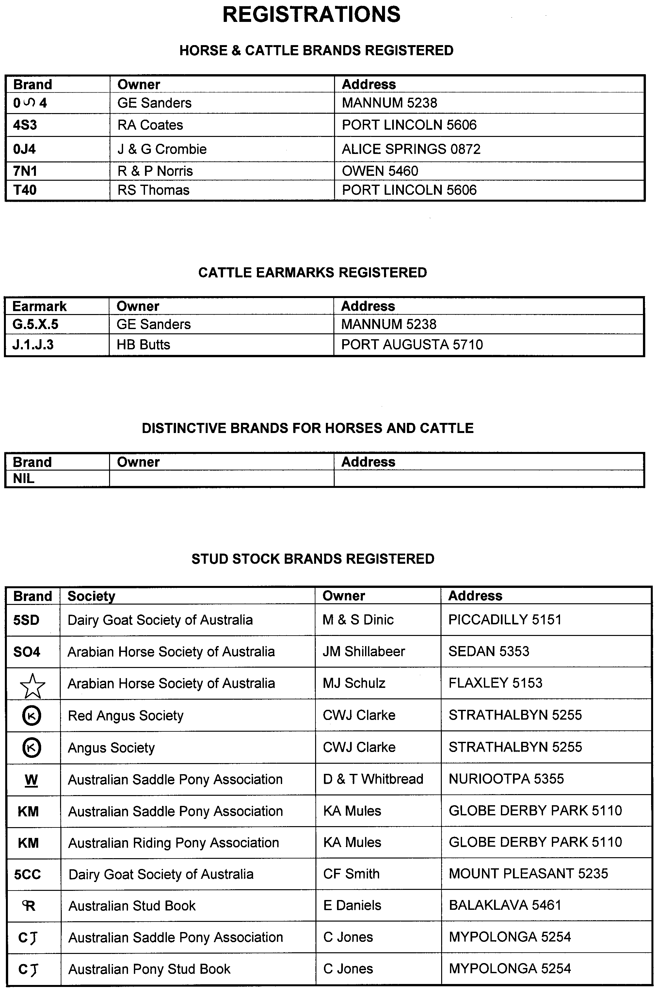 REGISTRATIONS
HORSE & CATTLE BRANDS REGISTERED
Brand Owner Address
0 S 4 GE Sanders MANNUM 5238
4S3 RA Coates PORT LINCOLN 5606
0J4 J & G Crombie ALICE SPRINGS 0872
7N1 R & P Norris OWEN 5460
T40 RS Thomas PORT LINCOLN 5606
CATTLE EARMARKS REGISTERED
Earmark Owner Address
G.5.X.5 GE Sanders MANNUM 5238
J.1.J.3 HB Butts PORT AUGUSTA 5710
DISTINCTIVE BRANDS FOR HORSES AND CATTLE
Brand Owner Address
NIL
STUD STOCK BRANDS REGISTERED
Brand Society Owner Address
5SD Dairy Goat Society of Australia M & S Dinic PICCADILLY 5151
SO4 Arabian Horse Society of Australia JM Shillabeer SEDAN 5353
Arabian Horse Society of Australia MJ Schulz FLAXLEY 5153
K Red Angus Society CWJ Clarke STRATHALBYN 5255
K Angus Society CWJ Clarke STRATHALBYN 5255
W Australian Saddle Pony Association D & T Whitbread NURIOOTPA 5355
KM Australian Saddle Pony Association KA Mules GLOBE DERBY PARK 5110
KM Australian Riding Pony Association KA Mules GLOBE DERBY PARK 5110
5CC Dairy Goat Society of Australia CF Smith MOUNT PLEASANT 5235
R Australian Stud Book E Daniels BALAKLAVA 5461
CJ Australian Saddle Pony Association C Jones MYPOLONGA 5254
CJ Australian Pony Stud Book C Jones MYPOLONGA 5254